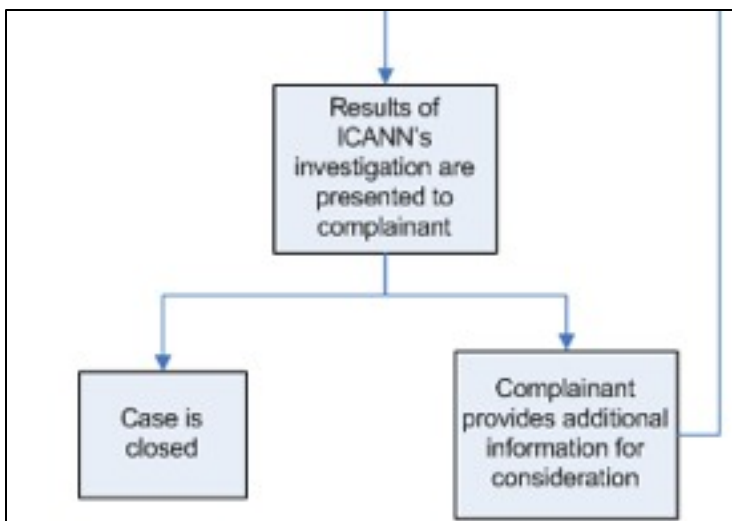 Results of
ICANN's
investigation are
presented to
complainant
Case is
closed
Complainant
provides additional
information for
consideration